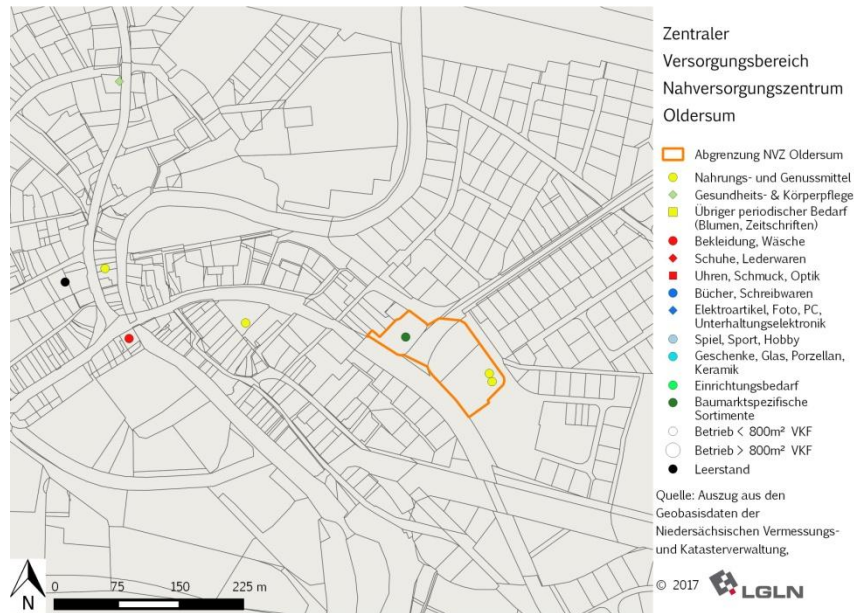 Zentraler
Versorgungsbereich
Nahversorgungszentrum
Oldersum
Abgrenzung NVZ Oldersum
Nahrungs- und Genussmittel
Gesundheits- & Körperpflege
Übriger periodischer Bedarf
(Blumen, Zeitschriften)
Bekleidung, Wäsche
Schuhe, Lederwaren
Uhren, Schmuck, Optik
Bücher, Schreibwaren
Elektroartikel, Foto, PC,
Unterhaltungselektronik
Spiel, Sport, Hobby
Geschenke, Glas, Porzellan,
Keramik
Einrichtungsbedarf
Baumarktspezifische
Sortimente
Betrieb < 800m² VKF
Betrieb > 800m² VKF
Leerstand
Quelle: Auszug aus den
Geobasisdaten der
Niedersächsischen Vermessungs-
und Katasterverwaltung,
© 2017 LGLN
N
0 75 150 225 m